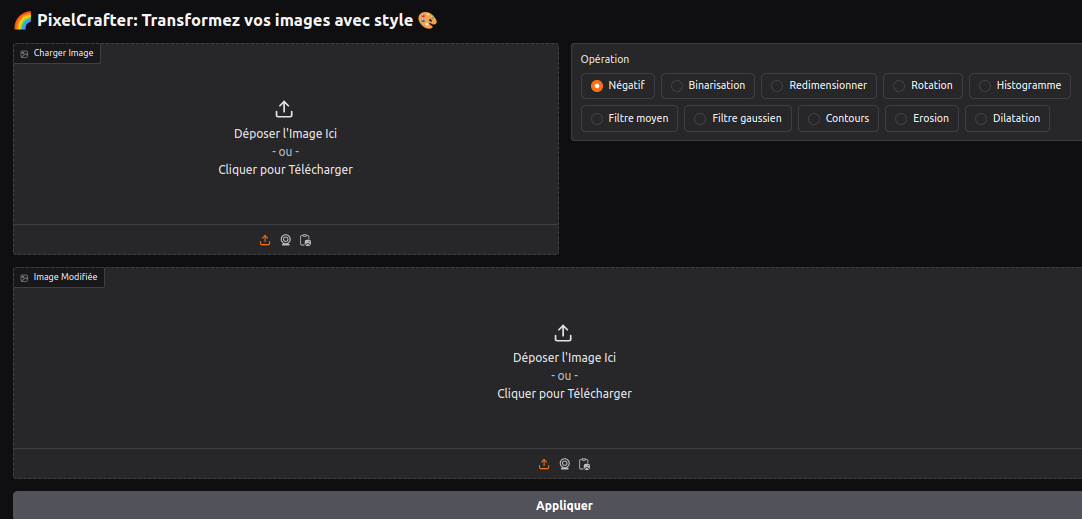 🌈 PixelCrafter: Transformez vos images avec style 🎨
Charger Image
Déposer l'Image Ici
- ou -
Cliquer pour Télécharger
Opération
Négatif Binarisation Redimensionner Rotation Histogramme
Filtre moyen Filtre gaussien Contours Erosion Dilatation
Image Modifiée
Déposer l'Image Ici
- ou -
Cliquer pour Télécharger
Appliquer